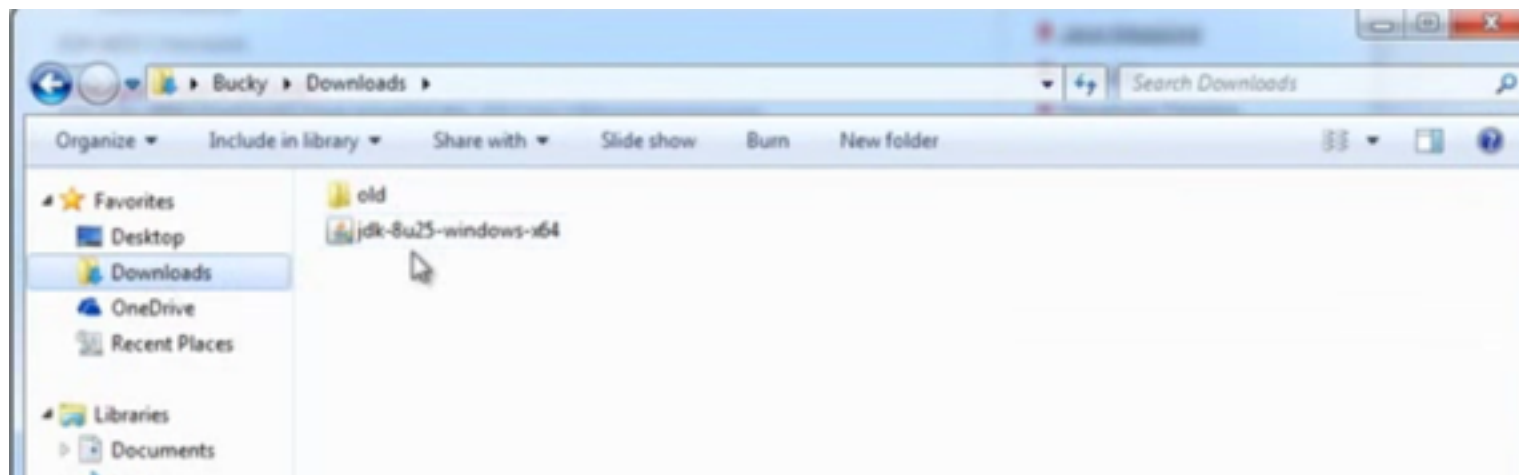 Bucky Downloads
Search Downloads
Organize Include in library Share with Slide show Burn New folder
Favorites
Desktop
Downloads
OneDrive
Recent Places
Libraries
Documents
old
jdk-8u25-windows-x64